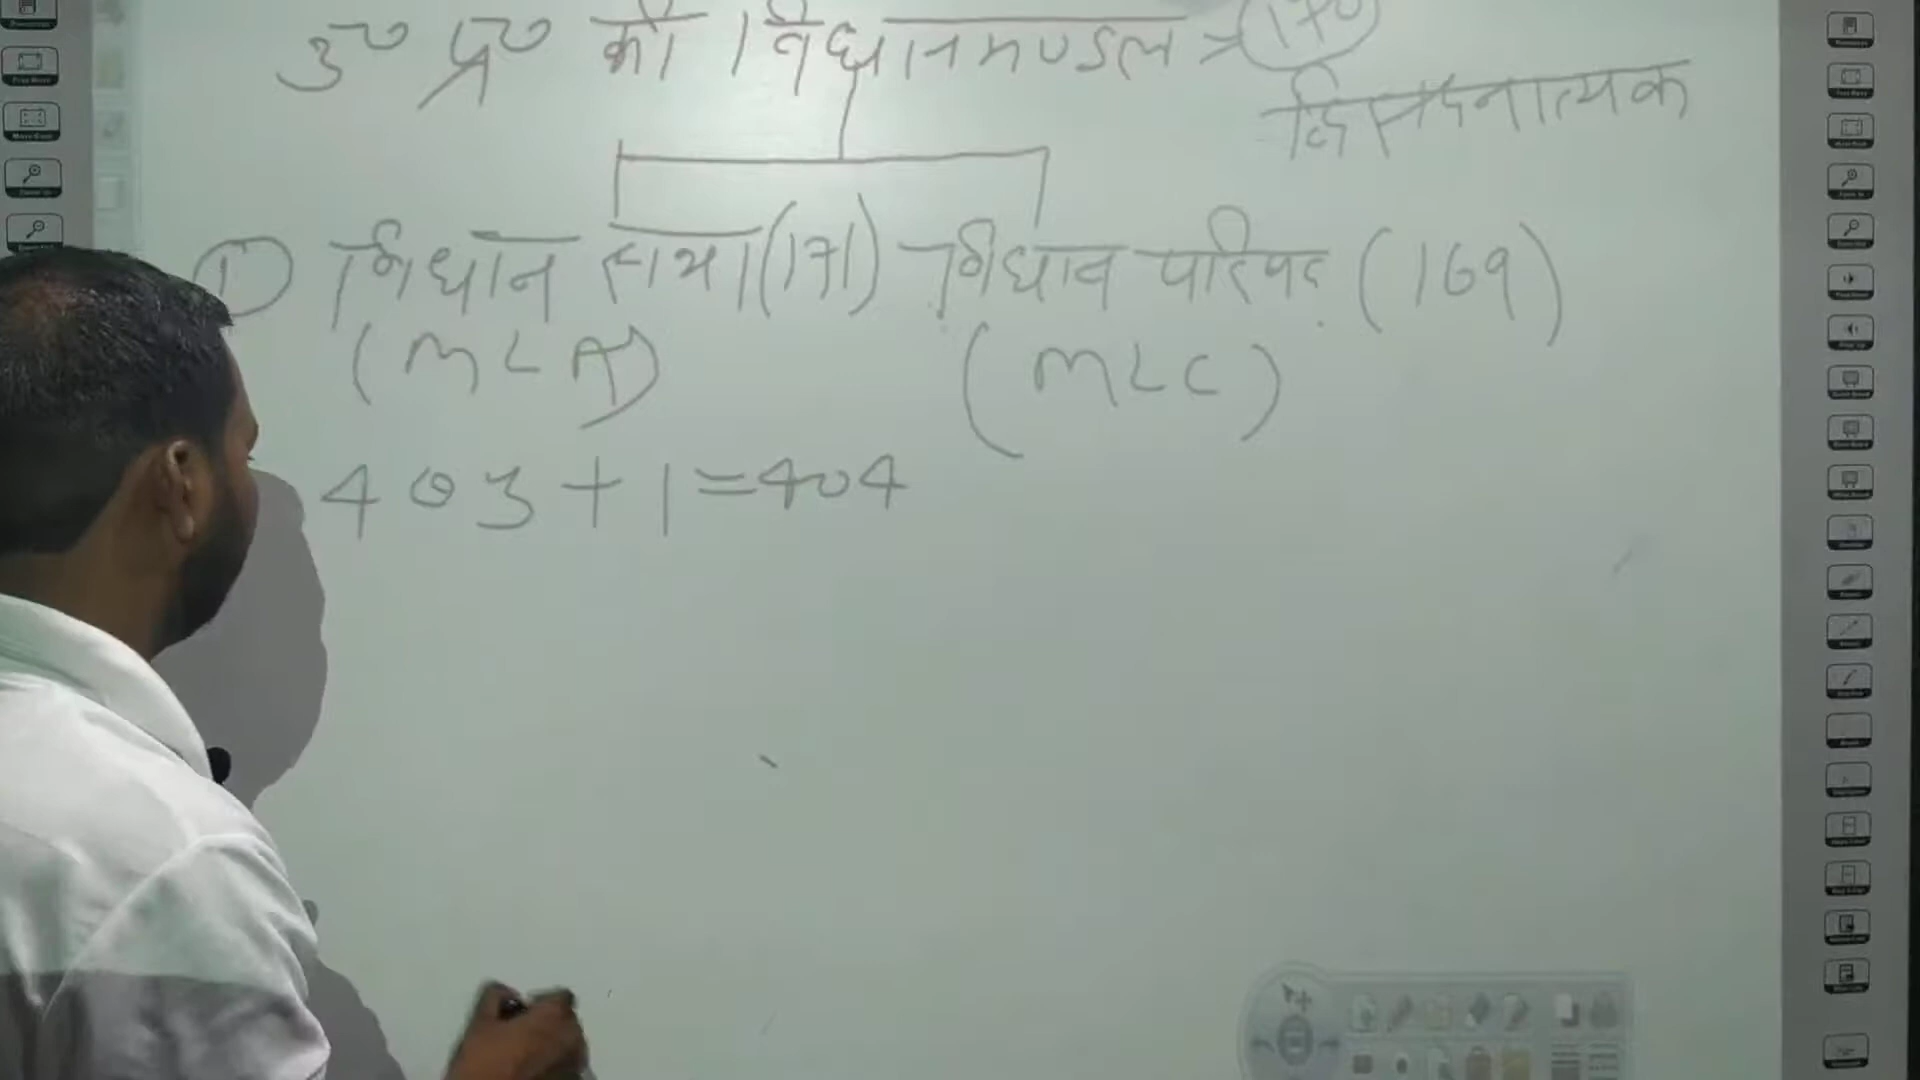 उ० प्र० की विधानमण्डल → 170
द्विसदनात्मक
① विधान सभा (171) विधान परिषद (169)
(MLA) (MLC)
403 + 1 = 404